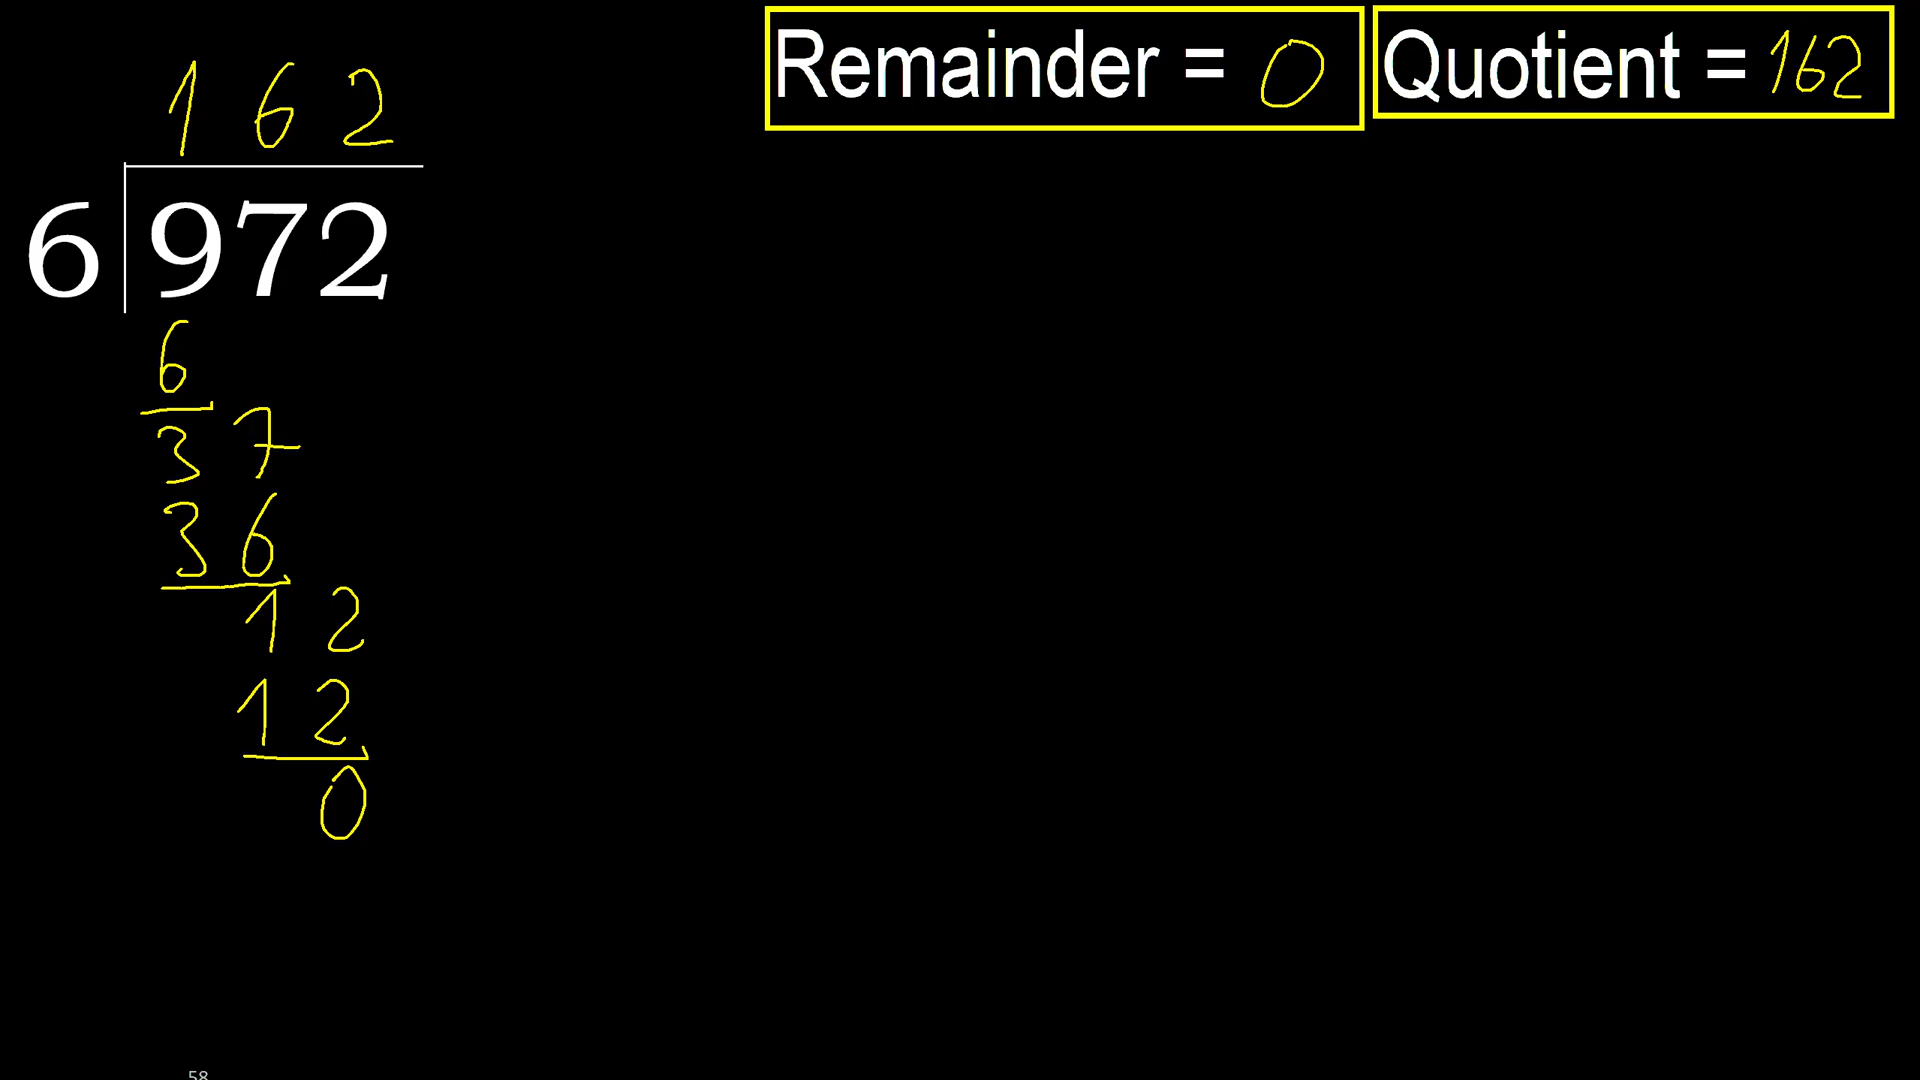 Remainder = 0
Quotient = 162
1 6 2
6 972
6
3 7
3 6
1 2
1 2
0
58